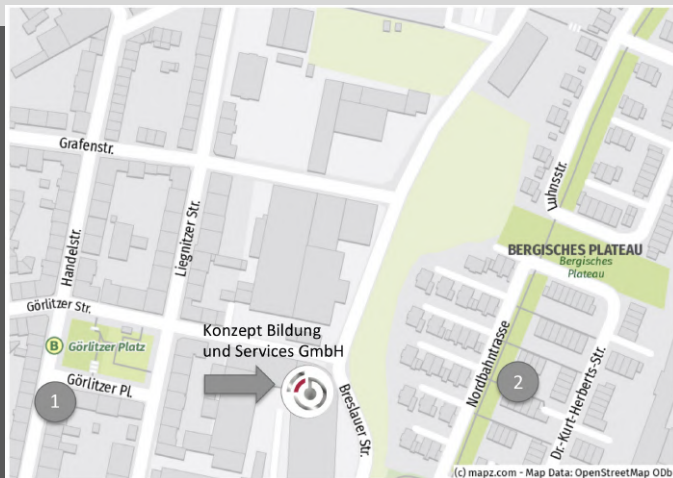 Grafenstr.
Luhnsstr.
Handelstr.
Liegnitzer Str.
BERGISCHES PLATEAU
Bergisches
Plateau
Görlitzer Str.
Konzept Bildung
und Services GmbH
B Görlitzer Platz
Görlitzer Pl.
1
2
Breslauer Str.
Nordbahntrasse
Dr.-Kurt-Herberts-Str.
(c) mapz.com - Map Data: OpenStreetMap ODb